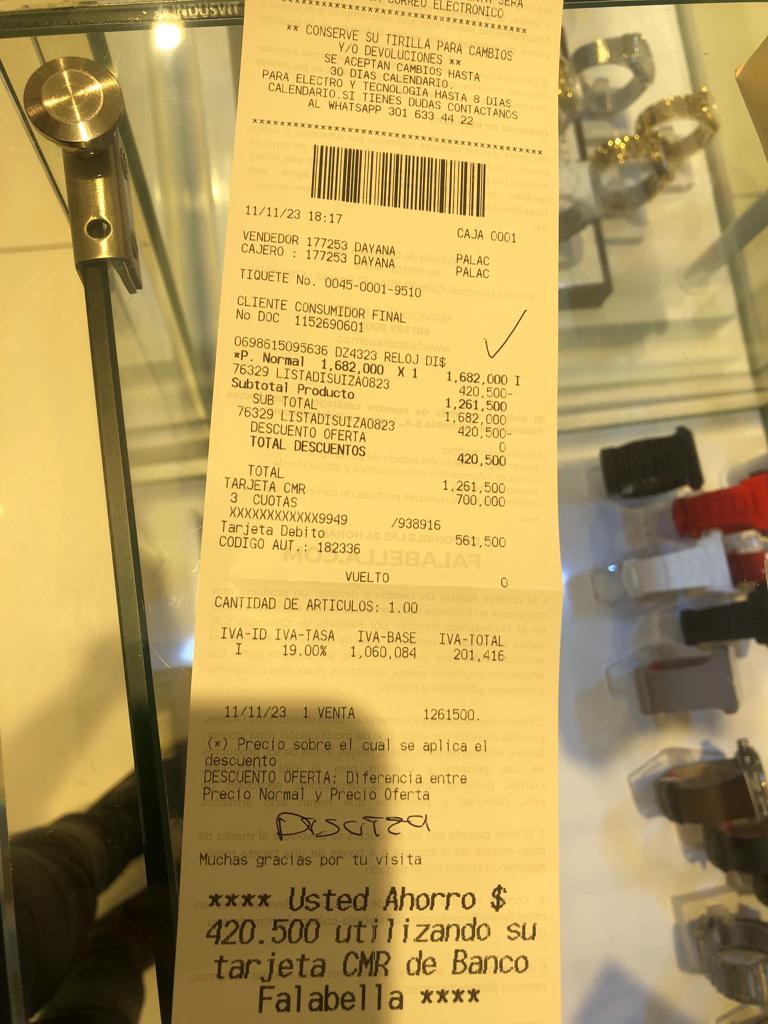 CORREO ELECTRONICO
** CONSERVE SU TIRILLA PARA CAMBIOS
Y/O DEVOLUCIONES **
SE ACEPTAN CAMBIOS HASTA
30 DIAS CALENDARIO.
PARA ELECTRO Y TECNOLOGIA HASTA 8 DIAS
CALENDARIO.SI TIENES DUDAS CONTACTANOS
AL WHATSAPP 301 633 44 22
11/11/23 18:17 CAJA 0001
VENDEDOR 177253 DAYANA PALAC
CAJERO : 177253 DAYANA PALAC
TIQUETE No. 0045-0001-9510
CLIENTE CONSUMIDOR FINAL
No DOC 1152690601
0698615095636 DZ4323 RELOJ DI$
*P. Normal 1,682,000 X 1 1,682,000 I
76329 LISTADISUIZA0823 420,500-
Subtotal Producto 1,261,500
SUB TOTAL 1,682,000
76329 LISTADISUIZA0823 420,500-
DESCUENTO OFERTA 0
TOTAL DESCUENTOS 420,500
TOTAL 1,261,500
TARJETA CMR 700,000
3 CUOTAS
XXXXXXXXXXXX9949 /938916
Tarjeta Debito 561,500
CODIGO AUT.: 182336
VUELTO 0
CANTIDAD DE ARTICULOS: 1.00
IVA-ID IVA-TASA IVA-BASE IVA-TOTAL
I 19.00% 1,060,084 201,416
11/11/23 1 VENTA 1261500.
(*) Precio sobre el cual se aplica el
descuento
DESCUENTO OFERTA: Diferencia entre
Precio Normal y Precio Oferta
Muchas gracias por tu visita
**** Usted Ahorro $
420.500 utilizando su
tarjeta CMR de Banco
Falabella ****